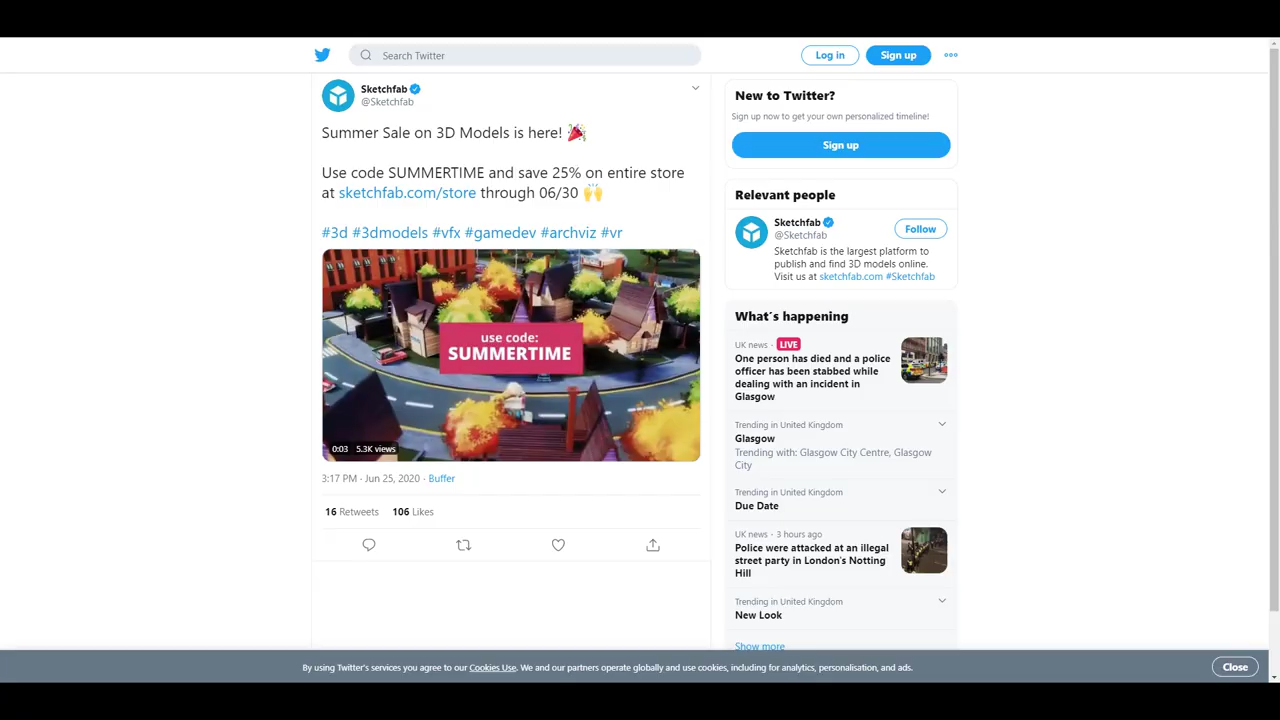 Search Twitter
Log in
Sign up
Sketchfab
@Sketchfab
Summer Sale on 3D Models is here! 🎉
Use code SUMMERTIME and save 25% on entire store
at sketchfab.com/store through 06/30 🙌
#3d #3dmodels #vfx #gamedev #archviz #vr
use code:
SUMMERTIME
0:03 5.3K views
3:17 PM · Jun 25, 2020 · Buffer
16 Retweets 106 Likes
New to Twitter?
Sign up now to get your own personalized timeline!
Sign up
Relevant people
Sketchfab
@Sketchfab
Follow
Sketchfab is the largest platform to
publish and find 3D models online.
Visit us at sketchfab.com #Sketchfab
What's happening
UK news · LIVE
One person has died and a police
officer has been stabbed while
dealing with an incident in
Glasgow
Trending in United Kingdom
Glasgow
Trending with: Glasgow City Centre, Glasgow
City
Trending in United Kingdom
Due Date
UK news · 3 hours ago
Police were attacked at an illegal
street party in London's Notting
Hill
Trending in United Kingdom
New Look
Show more
By using Twitter's services you agree to our Cookies Use. We and our partners operate globally and use cookies, including for analytics, personalisation, and ads.
Close